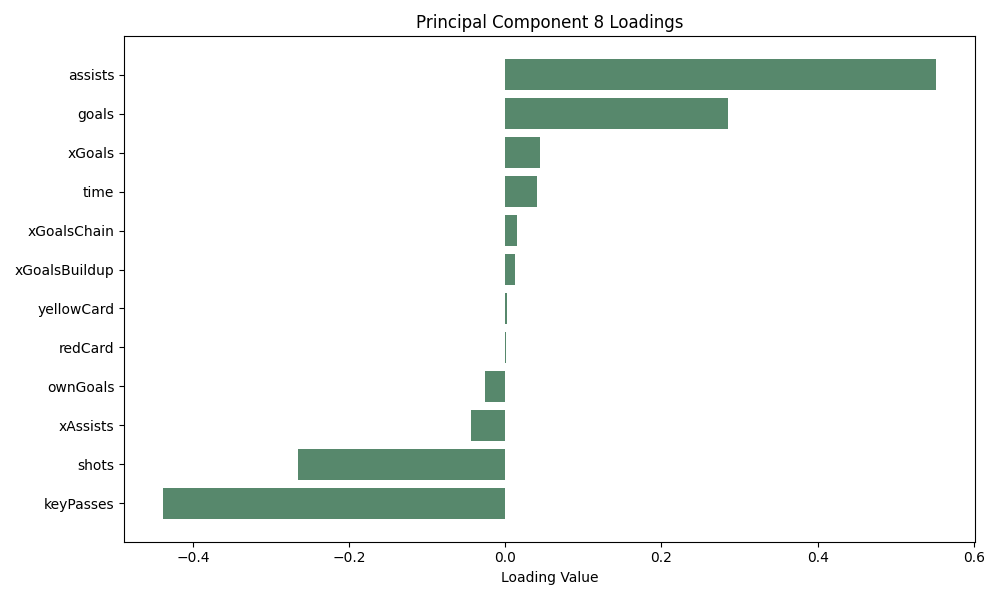 Principal Component 8 Loadings
assists
goals
xGoals
time
xGoalsChain
xGoalsBuildup
yellowCard
redCard
ownGoals
xAssists
shots
keyPasses
−0.4 −0.2 0.0 0.2 0.4 0.6
Loading Value